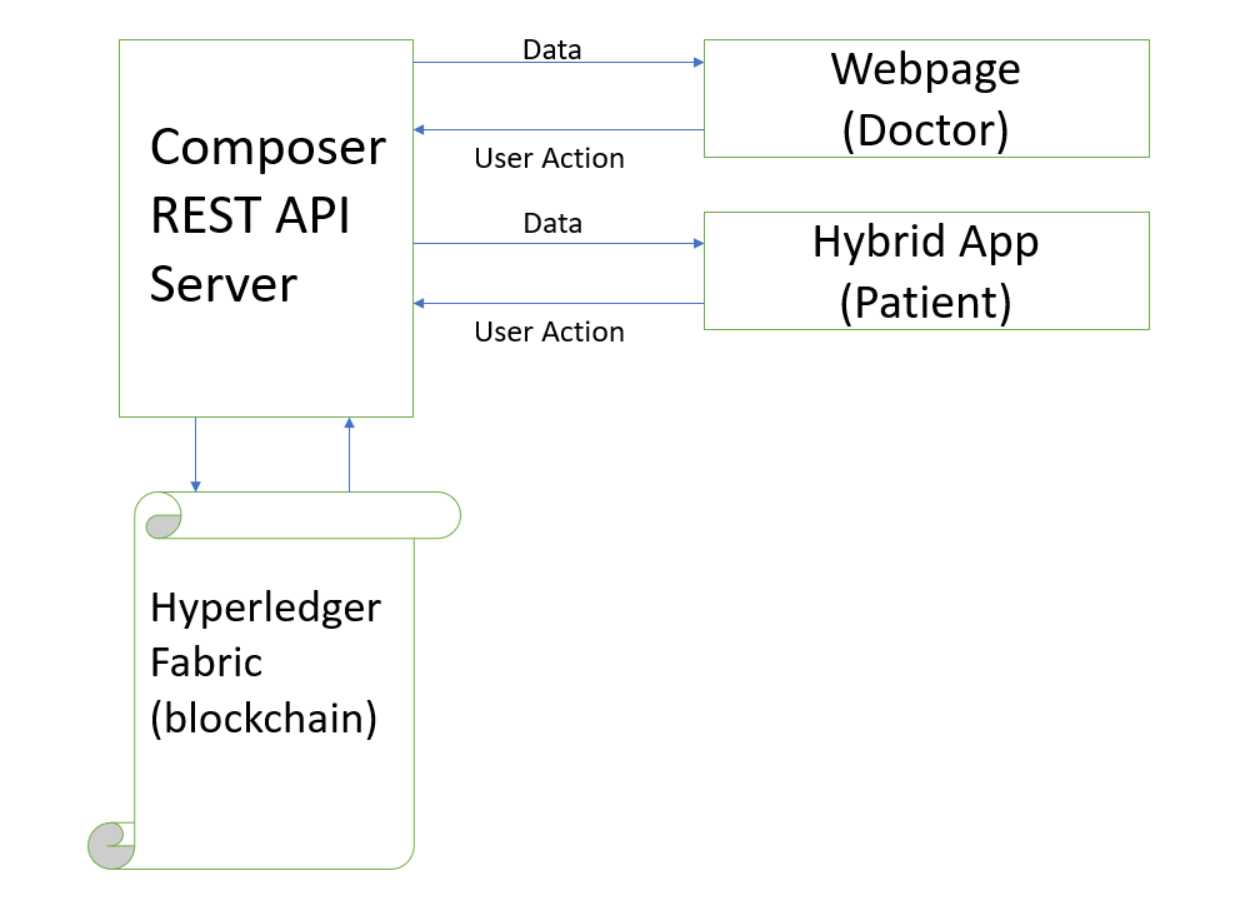 Composer
REST API
Server
Data
User Action
Data
User Action
Webpage
(Doctor)
Hybrid App
(Patient)
Hyperledger
Fabric
(blockchain)